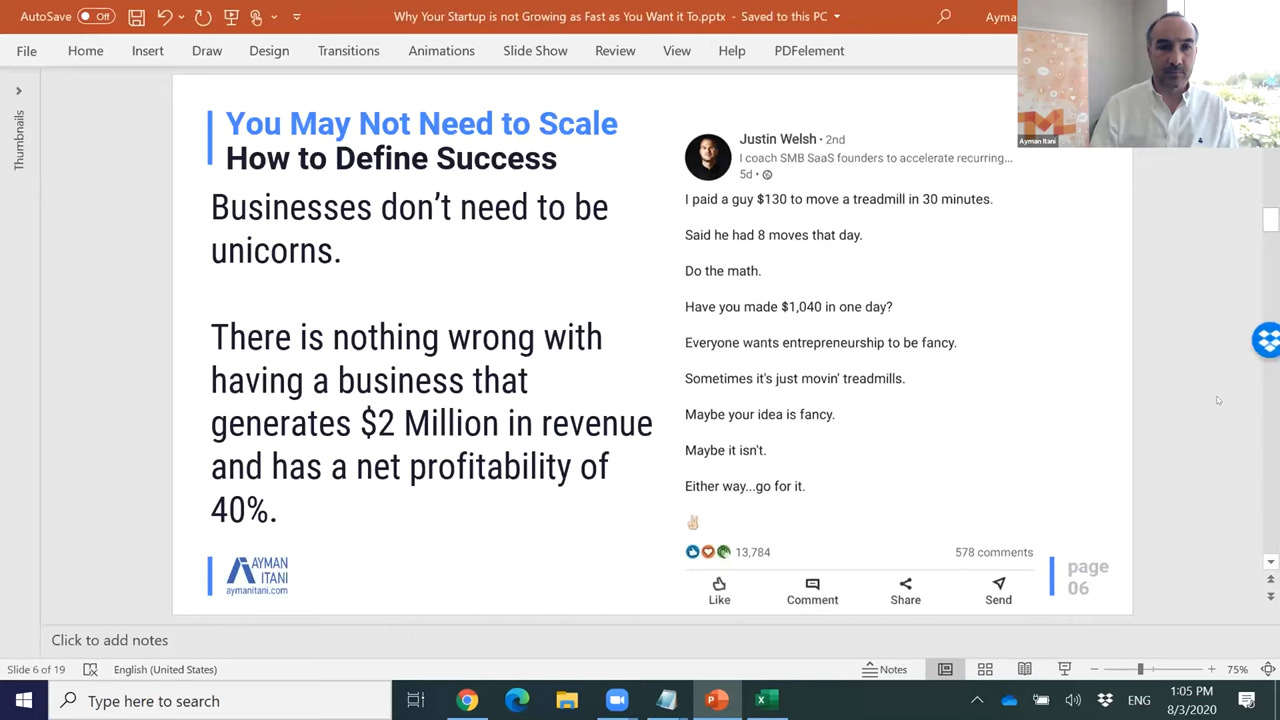 AutoSave
Off
Why Your Startup is not Growing as Fast as You Want it To.pptx - Saved to this PC
Ayma
File
Home
Insert
Draw
Design
Transitions
Animations
Slide Show
Review
View
Help
PDFelement
Thumbnails
Ayman Itani
You May Not Need to Scale
How to Define Success
Businesses don’t need to be
unicorns.
There is nothing wrong with
having a business that
generates $2 Million in revenue
and has a net profitability of
40%.
AYMAN
ITANI
aymanitani.com
Justin Welsh • 2nd
I coach SMB SaaS founders to accelerate recurring...
5d •
I paid a guy $130 to move a treadmill in 30 minutes.
Said he had 8 moves that day.
Do the math.
Have you made $1,040 in one day?
Everyone wants entrepreneurship to be fancy.
Sometimes it's just movin' treadmills.
Maybe your idea is fancy.
Maybe it isn't.
Either way...go for it.
13,784
578 comments
Like
Comment
Share
Send
page
06
Click to add notes
Slide 6 of 19
English (United States)
Notes
75%
Type here to search
ENG
1:05 PM
8/3/2020